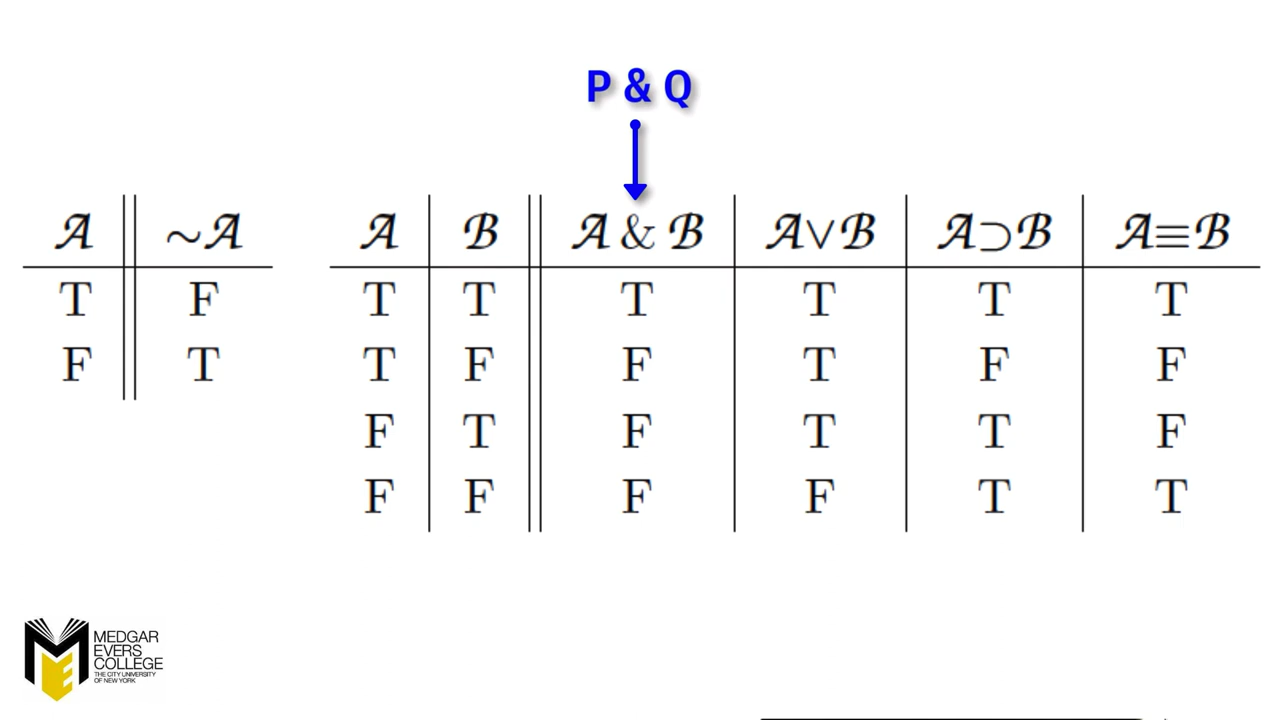 P & Q
𝒜 ~𝒜 𝒜 ℬ 𝒜 & ℬ 𝒜∨ℬ 𝒜⊃ℬ 𝒜≡ℬ
T F T T T T T T
F T T F F T F F
F T F T T F
F F F F T T
MEDGAR
EVERS
COLLEGE
THE CITY UNIVERSITY
OF NEW YORK